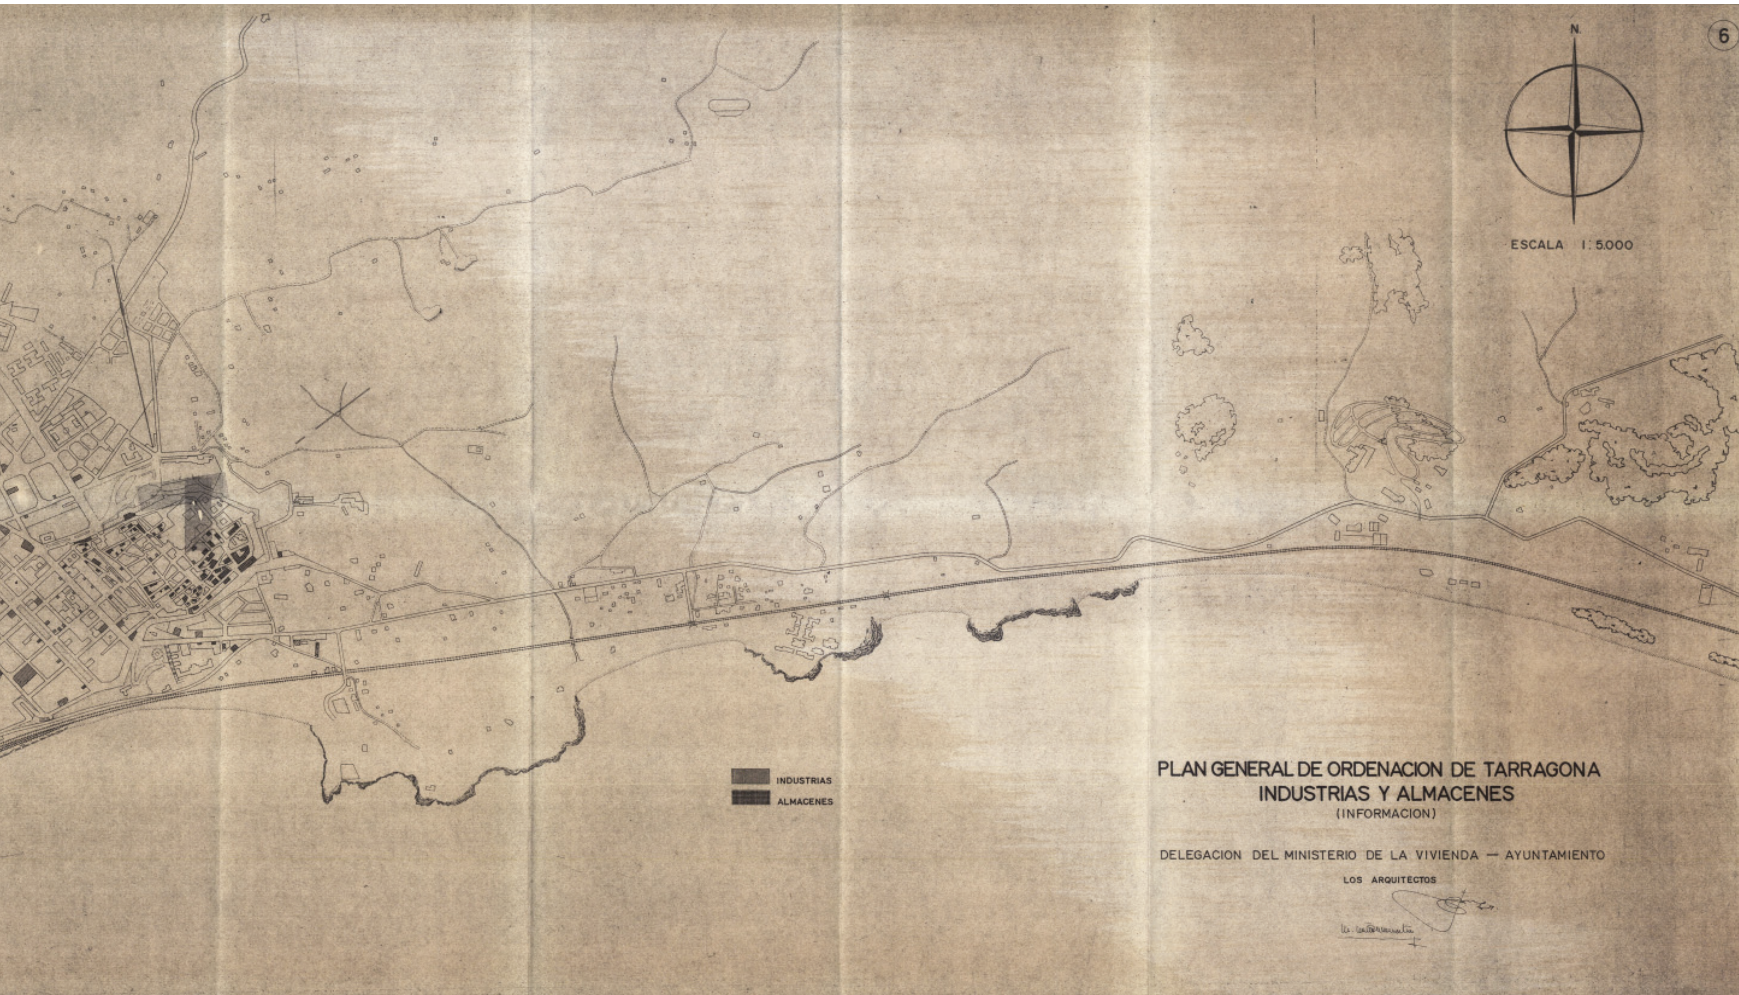 6
N.
ESCALA 1:5.000
INDUSTRIAS
ALMACENES
PLAN GENERAL DE ORDENACION DE TARRAGONA
INDUSTRIAS Y ALMACENES
(INFORMACION)
DELEGACION DEL MINISTERIO DE LA VIVIENDA — AYUNTAMIENTO
LOS ARQUITECTOS